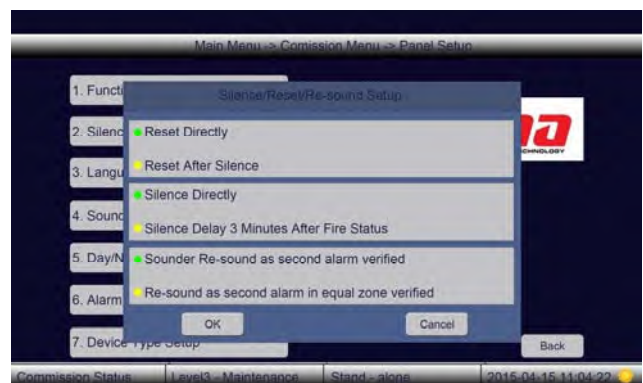 Main Menu -> Comission Menu -> Panel Setup
1. Functi
Silence/Reset/Re-sound Setup
2. Silenc
Reset Directly
CHNOLOGY
Reset After Silence
3. Langu
Silence Directly
4. Sound
Silence Delay 3 Minutes After Fire Status
5. Day/N
Sounder Re-sound as second alarm verified
6. Alarm
Re-sound as second alarm in equal zone verified
OK
Cancel
7. Device Type Setup
Back
Commission Status
Level3 - Maintenance
Stand - alone
2015-04-15 11:04:22